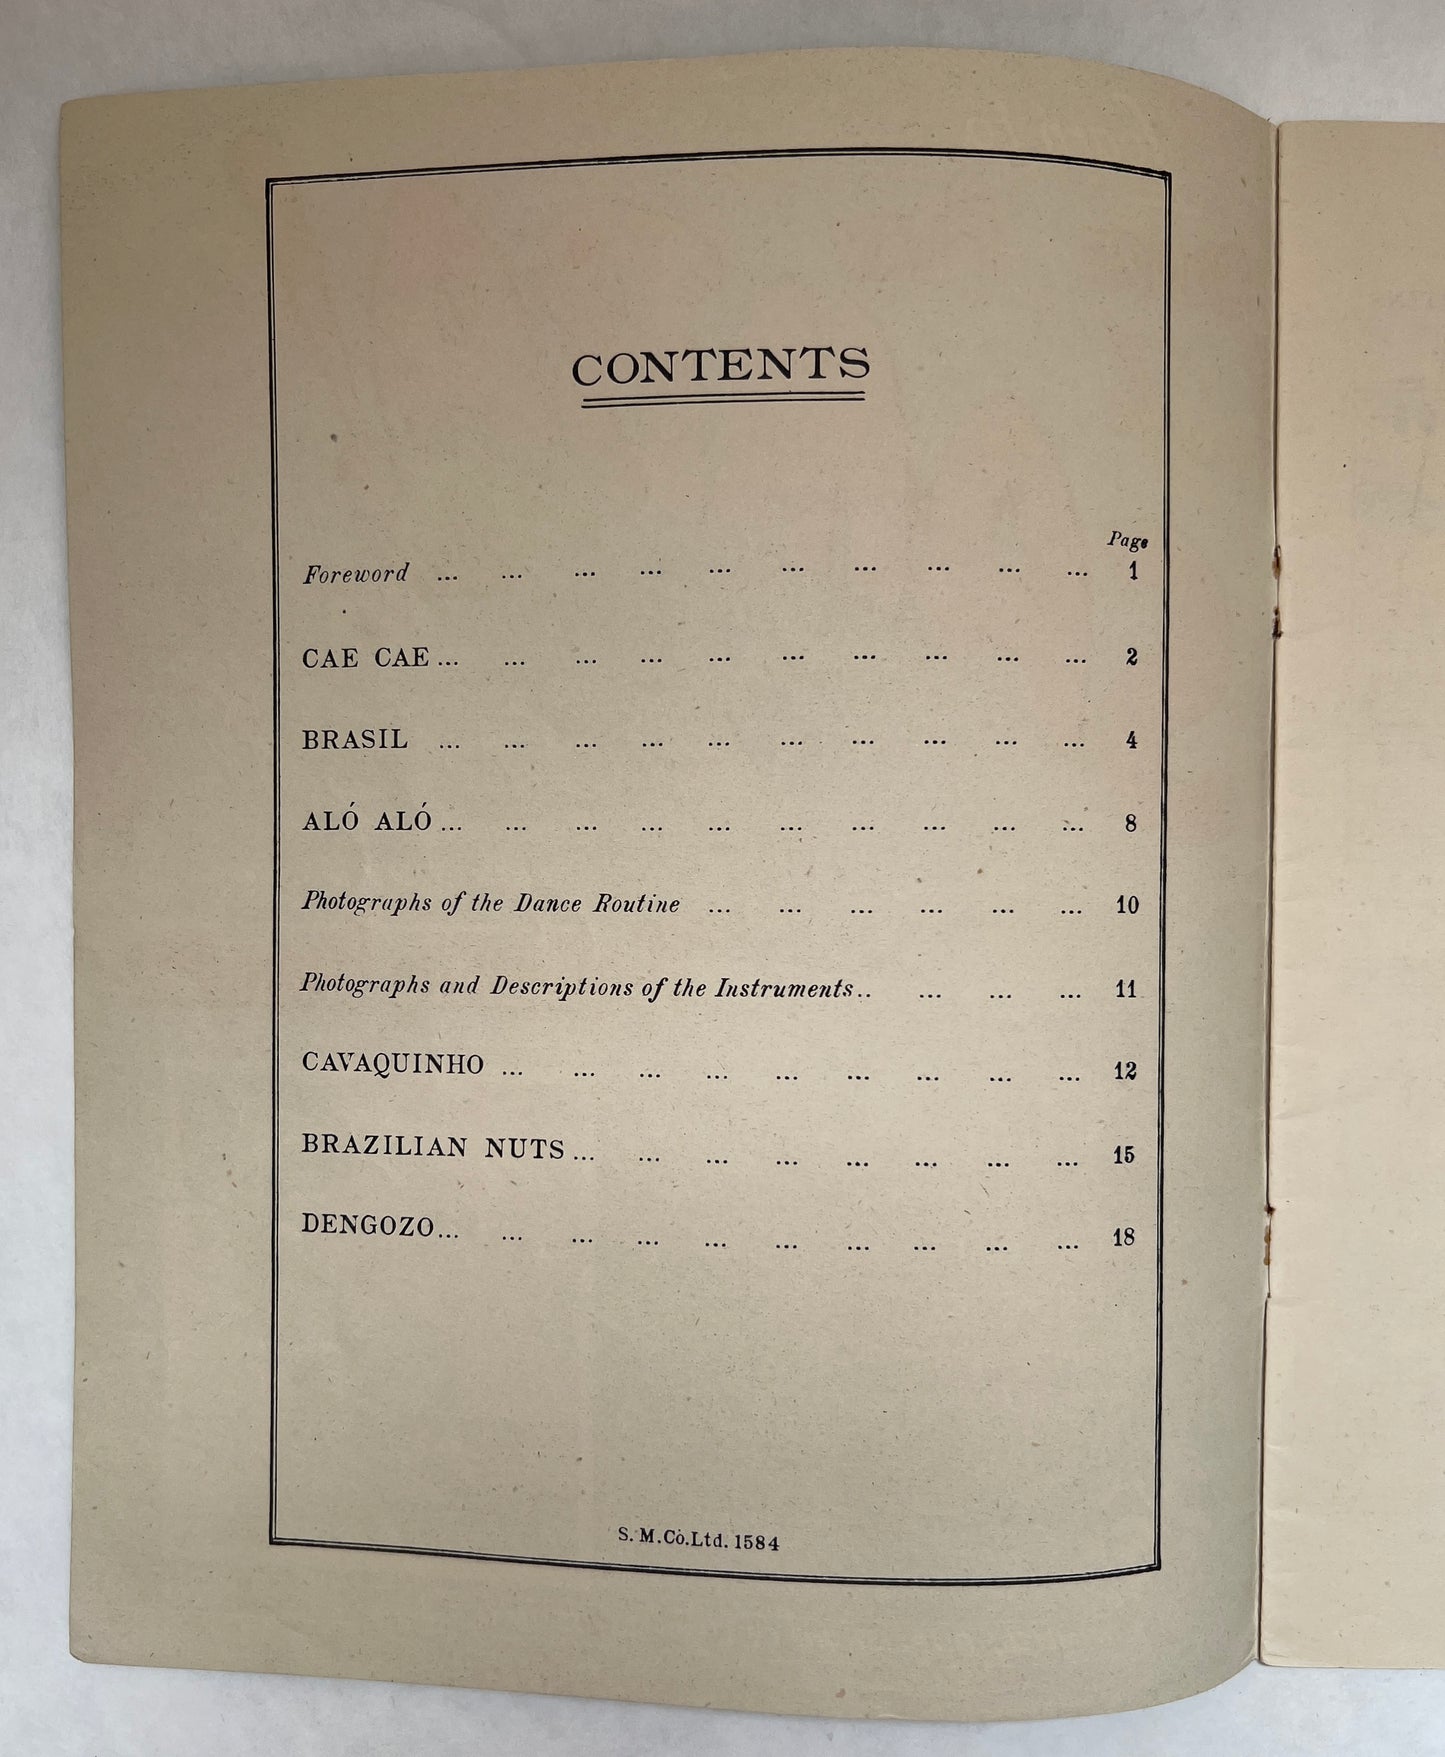 CONTENTS
Page
Foreword ... ... ... ... ... ... ... ... ... ... 1
CAE CAE ... ... ... ... ... ... ... ... ... ... 2
BRASIL ... ... ... ... ... ... ... ... ... ... 4
ALÓ ALÓ ... ... ... ... ... ... ... ... ... ... 8
Photographs of the Dance Routine ... ... ... ... ... ... 10
Photographs and Descriptions of the Instruments.. ... ... ... 11
CAVAQUINHO ... ... ... ... ... ... ... ... ... 12
BRAZILIAN NUTS ... ... ... ... ... ... ... ... 15
DENGOZO... ... ... ... ... ... ... ... ... ... 18
S. M. Co. Ltd. 1584